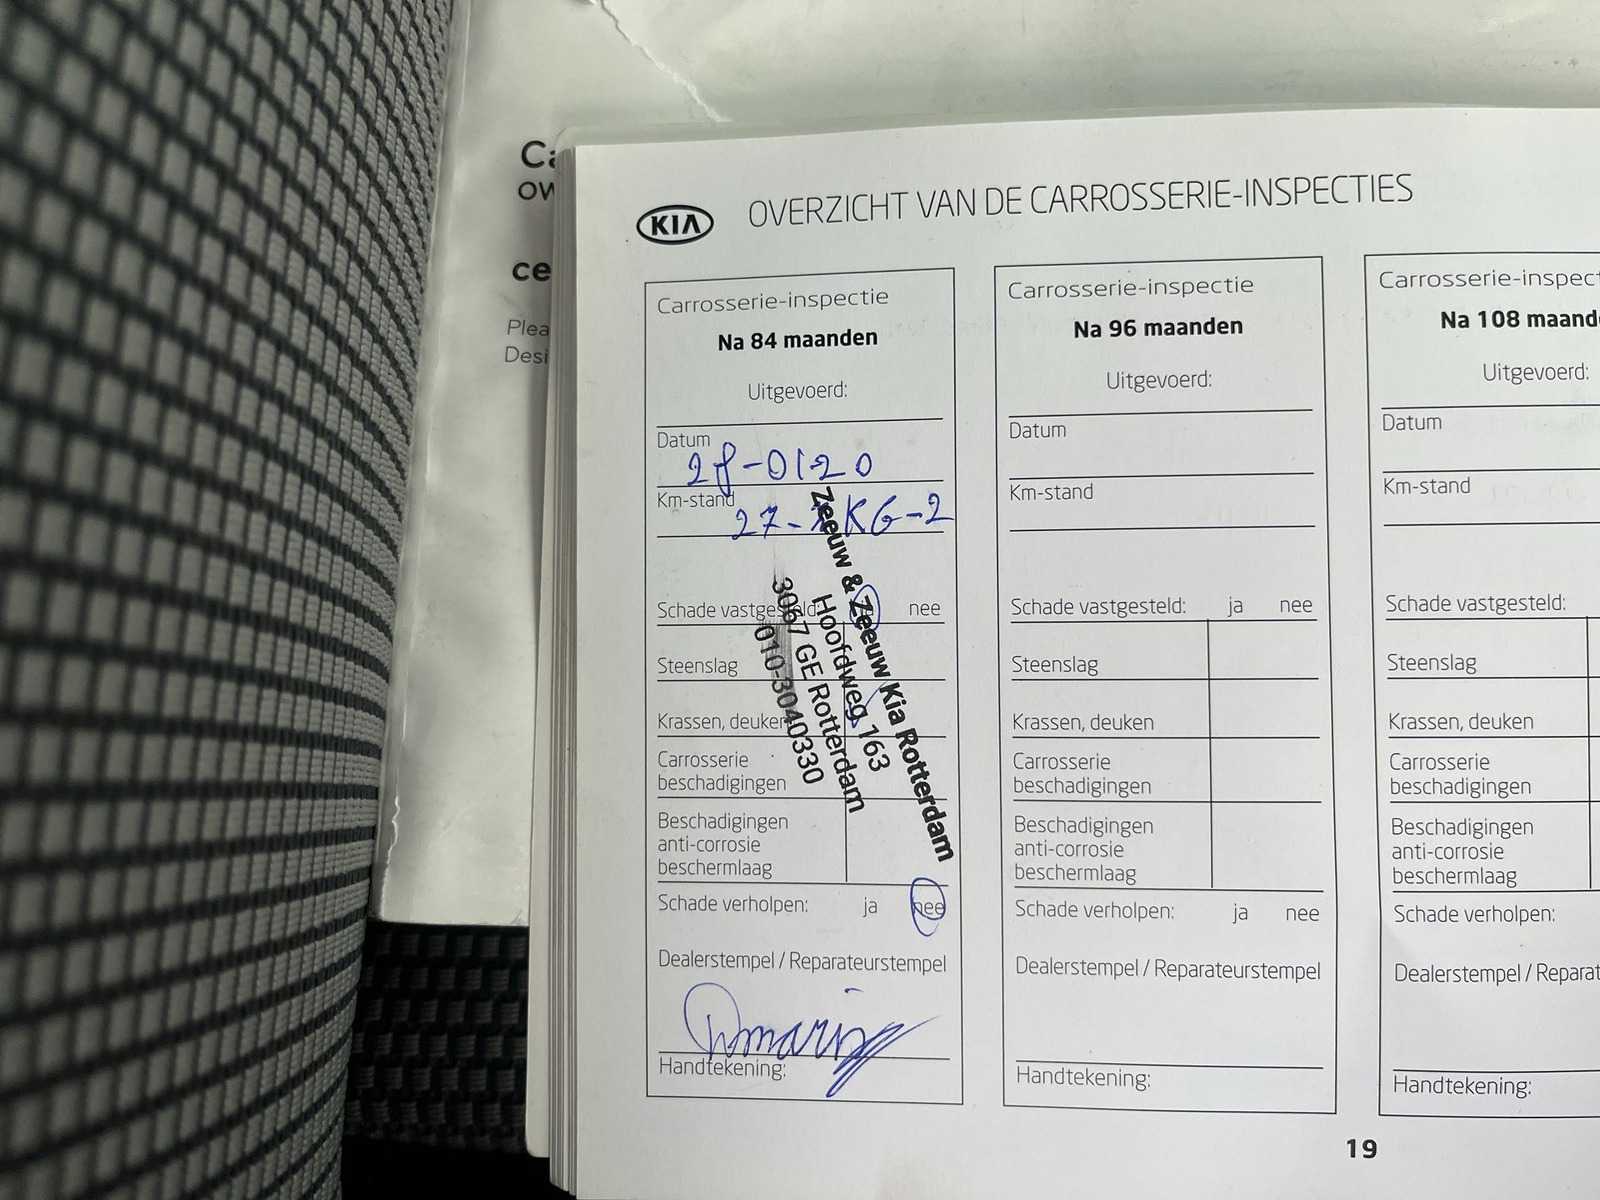 Ca
OW
ce
Plea
Desi
KIA
OVERZICHT VAN DE CARROSSERIE-INSPECTIES
Carrosserie-inspectie
Na 84 maanden
Uitgevoerd:
Datum
28-01-20
Km-stand
27-XKG-2
Schade vastgesteld: nee
Steenslag
Krassen, deuken
Carrosserie
beschadigingen
Beschadigingen
anti-corrosie
beschermlaag
Schade verholpen: ja nee
Dealerstempel / Reparateurstempel
Handtekening:
Zeeuw & Zeeuw Kia Rotterdam
Hoofdweg 163
3067 GE Rotterdam
010-3040330
Carrosserie-inspectie
Na 96 maanden
Uitgevoerd:
Datum
Km-stand
Schade vastgesteld: ja nee
Steenslag
Krassen, deuken
Carrosserie
beschadigingen
Beschadigingen
anti-corrosie
beschermlaag
Schade verholpen: ja nee
Dealerstempel / Reparateurstempel
Handtekening:
Carrosserie-inspect
Na 108 maand
Uitgevoerd:
Datum
Km-stand
Schade vastgesteld:
Steenslag
Krassen, deuken
Carrosserie
beschadigingen
Beschadigingen
anti-corrosie
beschermlaag
Schade verholpen:
Dealerstempel / Reparat
Handtekening:
19